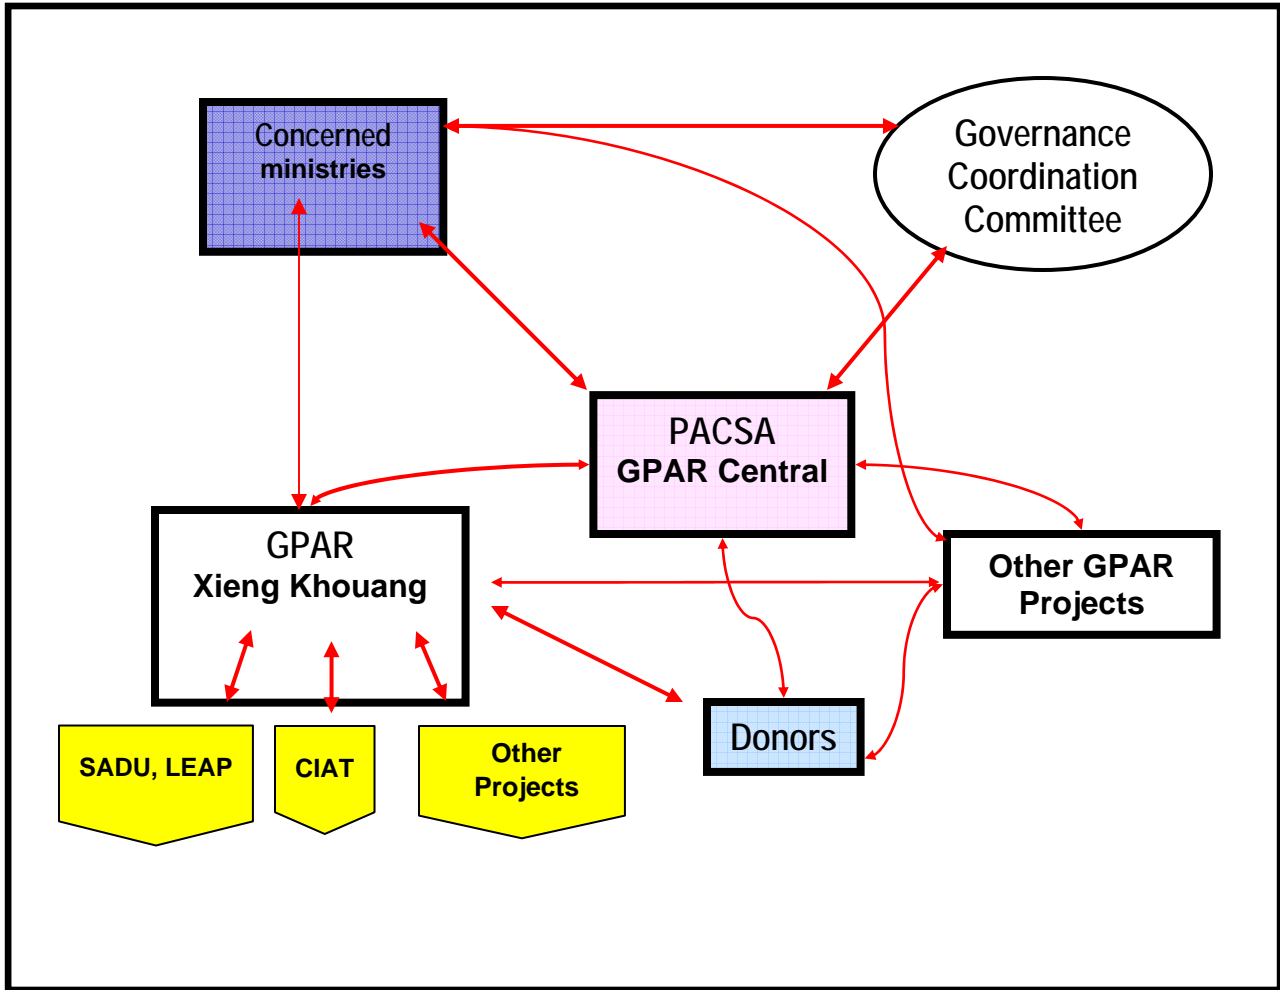 Concerned
ministries
Governance
Coordination
Committee
PACSA
GPAR Central
GPAR
Xieng Khouang
Other GPAR
Projects
Donors
SADU, LEAP
CIAT
Other
Projects